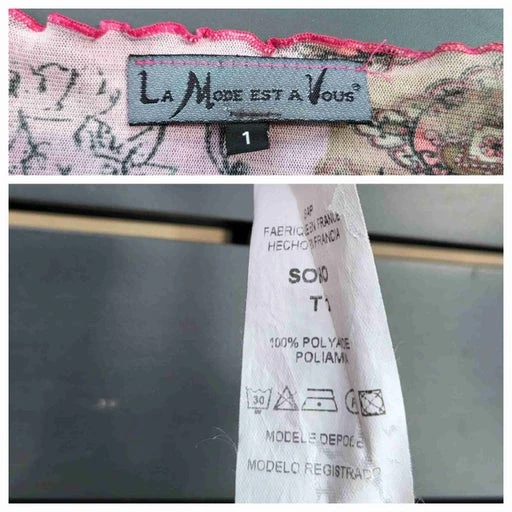 LA MODE EST A VOUS
1
FABRIQUE EN FRANCE
HECHO EN FRANCIA
T1
100% POLYAMIDE
POLIAMIDA
30
MODELE DEPOSE
MODELO REGISTRADO